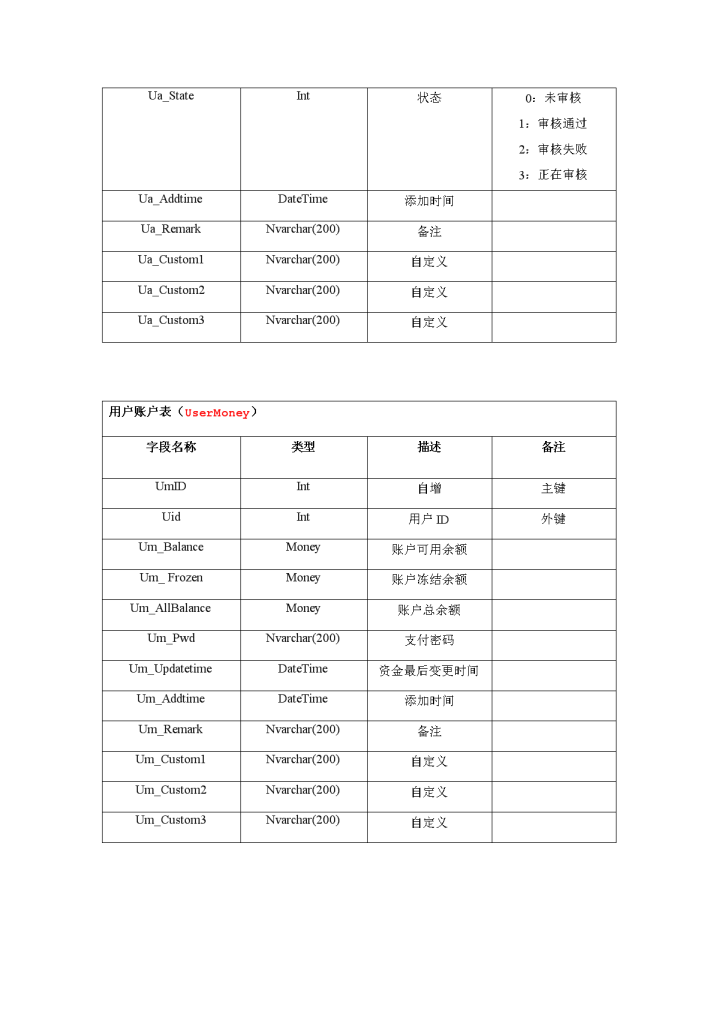 Ua_State Int 状态 0：未审核
1：审核通过
2：审核失败
3：正在审核
Ua_Addtime DateTime 添加时间
Ua_Remark Nvarchar(200) 备注
Ua_Custom1 Nvarchar(200) 自定义
Ua_Custom2 Nvarchar(200) 自定义
Ua_Custom3 Nvarchar(200) 自定义
用户账户表（UserMoney）
字段名称 类型 描述 备注
UmID Int 自增 主键
Uid Int 用户 ID 外键
Um_Balance Money 账户可用余额
Um_ Frozen Money 账户冻结余额
Um_AllBalance Money 账户总余额
Um_Pwd Nvarchar(200) 支付密码
Um_Updatetime DateTime 资金最后变更时间
Um_Addtime DateTime 添加时间
Um_Remark Nvarchar(200) 备注
Um_Custom1 Nvarchar(200) 自定义
Um_Custom2 Nvarchar(200) 自定义
Um_Custom3 Nvarchar(200) 自定义